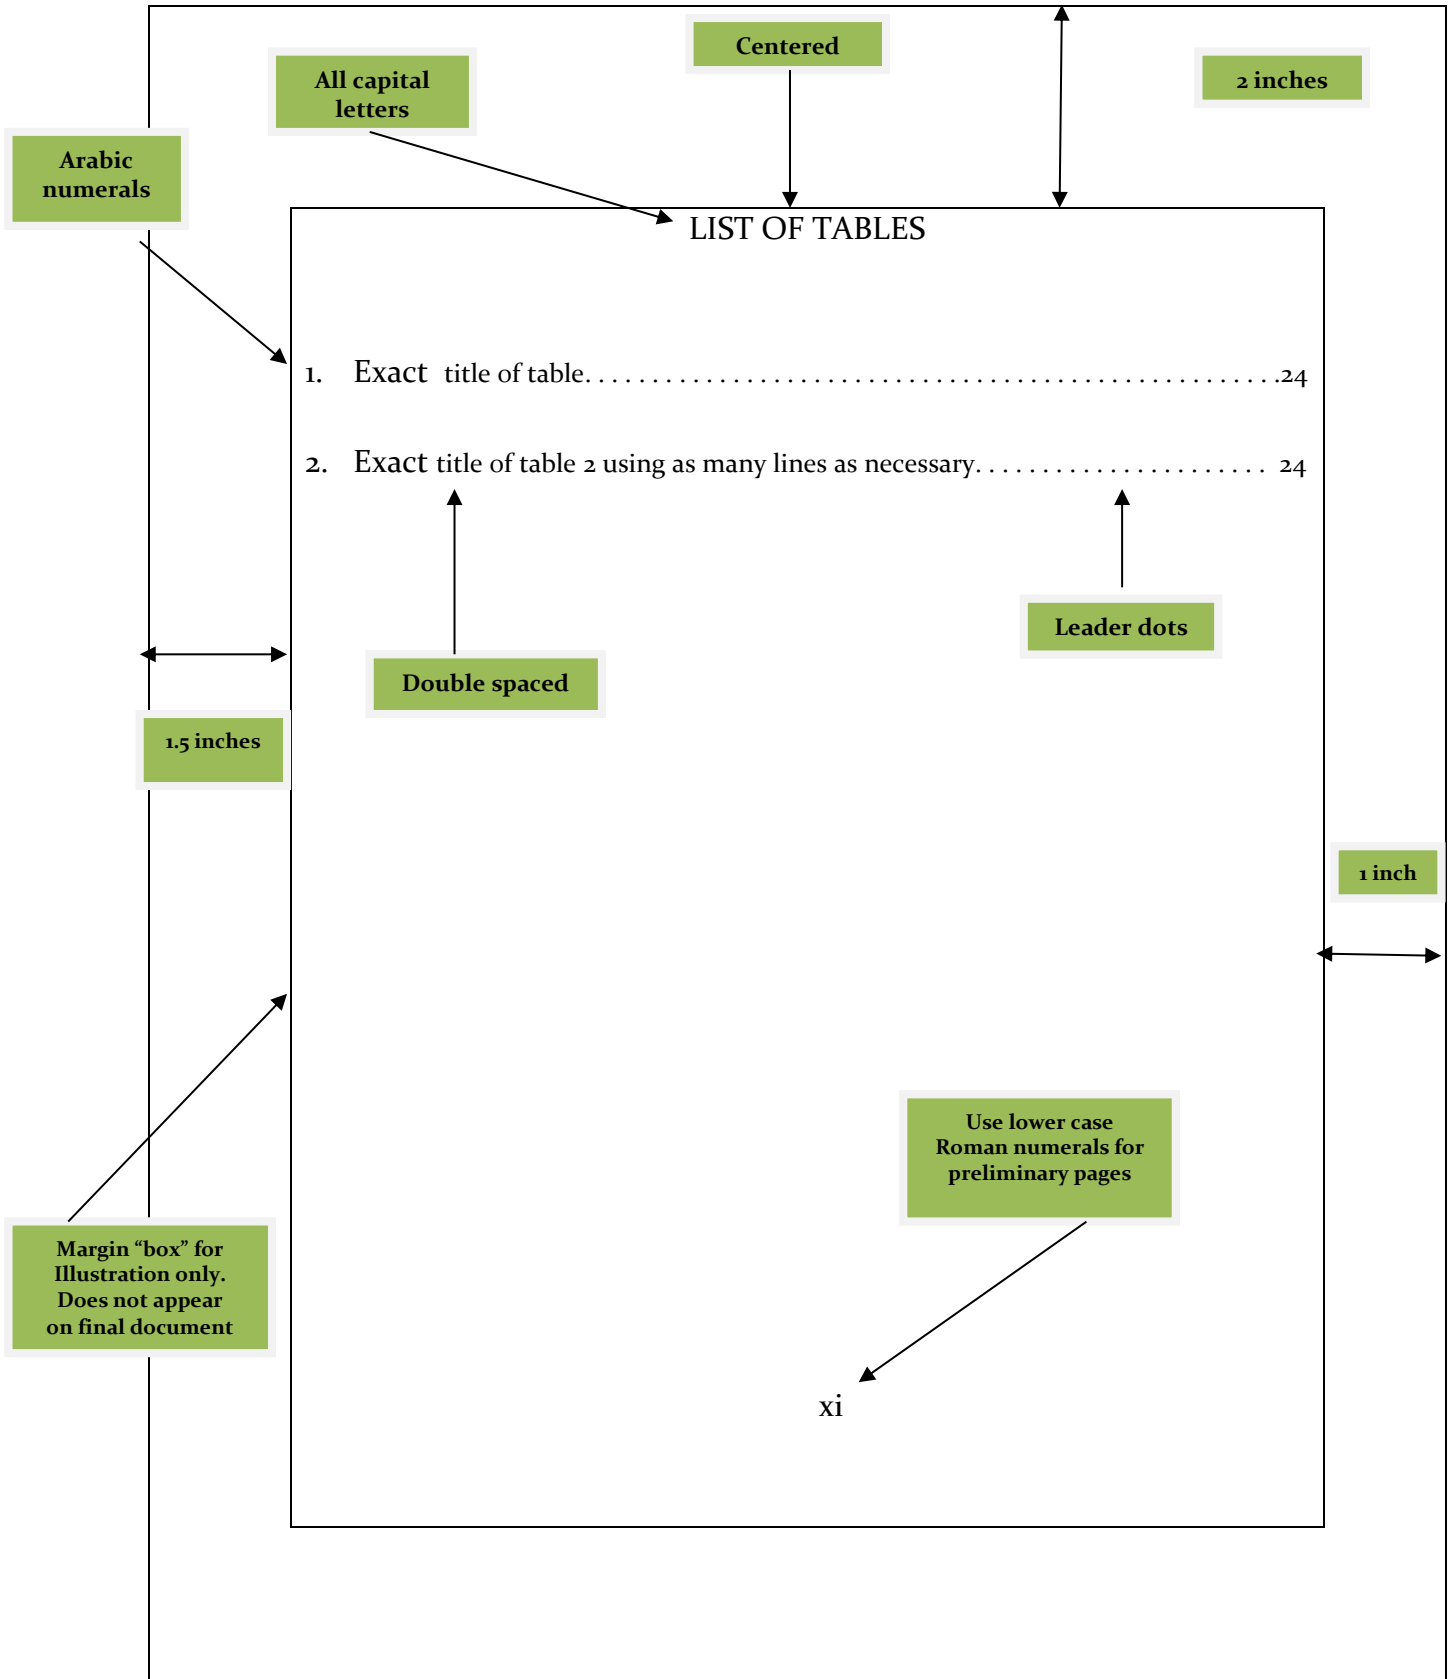 Centered
All capital
letters
2 inches
Arabic
numerals
LIST OF TABLES
1. Exact title of table. . . . . . . . . . . . . . . . . . . . . . . . . . . . . . . . . . . . . . . . . . . . . . . . . . . .24
2. Exact title of table 2 using as many lines as necessary. . . . . . . . . . . . . . . . . . . . . . 24
Leader dots
Double spaced
1.5 inches
1 inch
Use lower case
Roman numerals for
preliminary pages
Margin “box” for
Illustration only.
Does not appear
on final document
xi